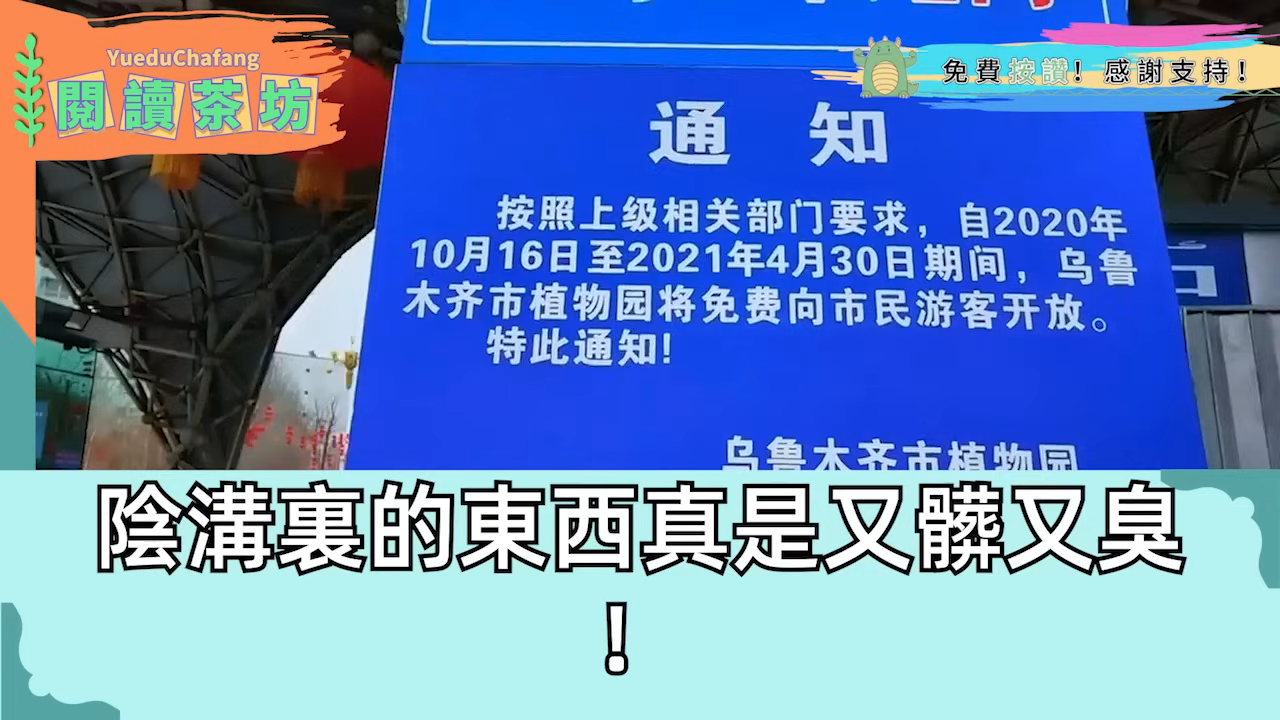 YueduChafang
閱讀茶坊
免費按讚！感謝支持！
通知
按照上级相关部门要求，自2020年
10月16日至2021年4月30日期间，乌鲁
木齐市植物园将免费向市民游客开放。
特此通知!
乌鲁木齐市植物园
陰溝裏的東西真是又髒又臭
！